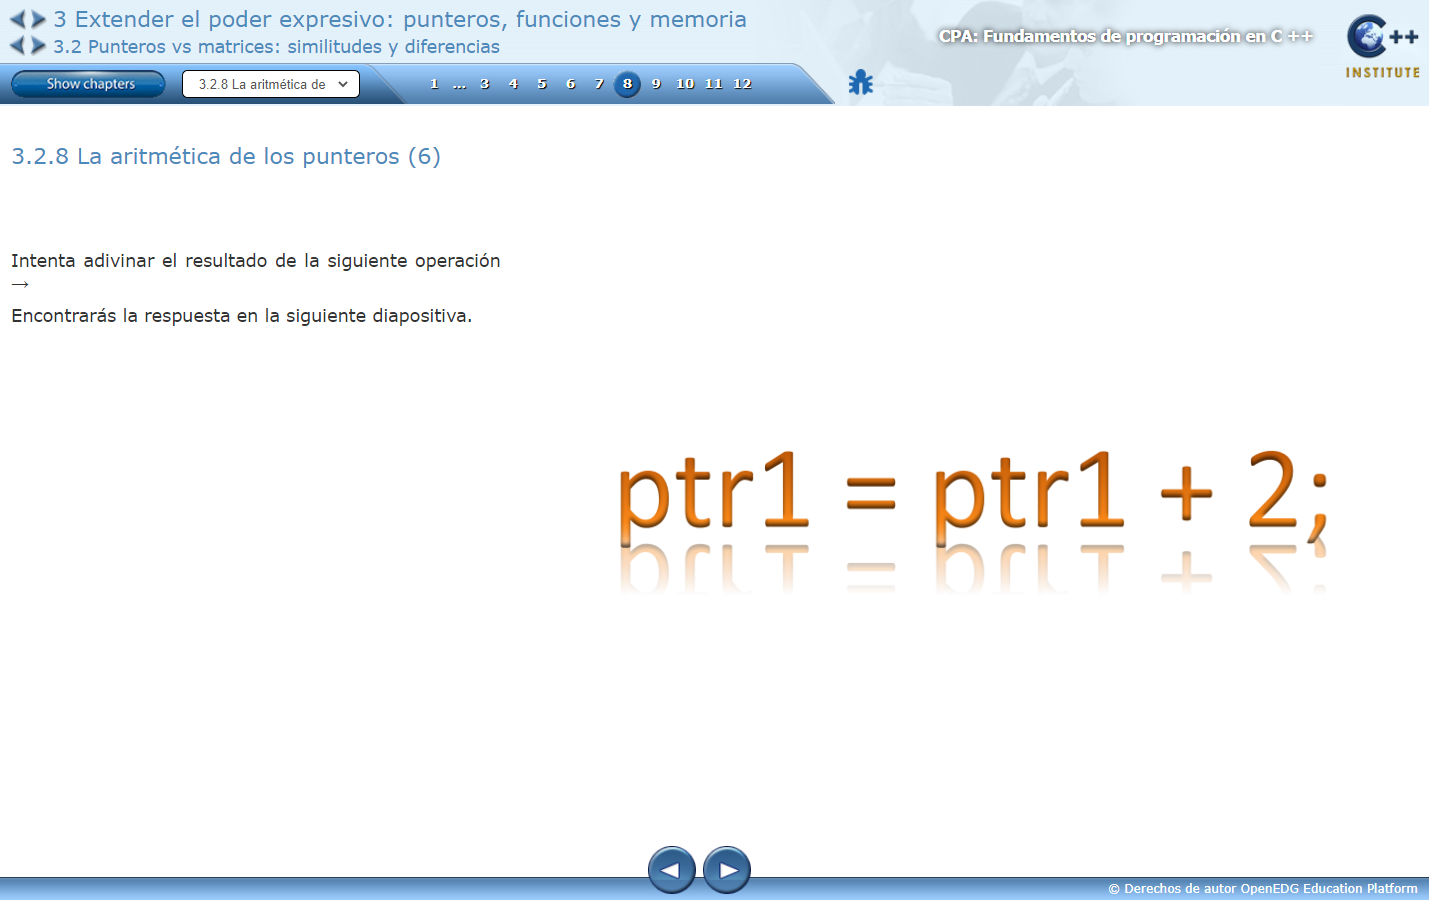 3 Extender el poder expresivo: punteros, funciones y memoria
3.2 Punteros vs matrices: similitudes y diferencias
CPA: Fundamentos de programación en C ++
C++
INSTITUTE
Show chapters
3.2.8 La aritmética de
1 ... 3 4 5 6 7 8 9 10 11 12
3.2.8 La aritmética de los punteros (6)
Intenta adivinar el resultado de la siguiente operación
→
Encontrarás la respuesta en la siguiente diapositiva.
ptr1 = ptr1 + 2;
© Derechos de autor OpenEDG Education Platform